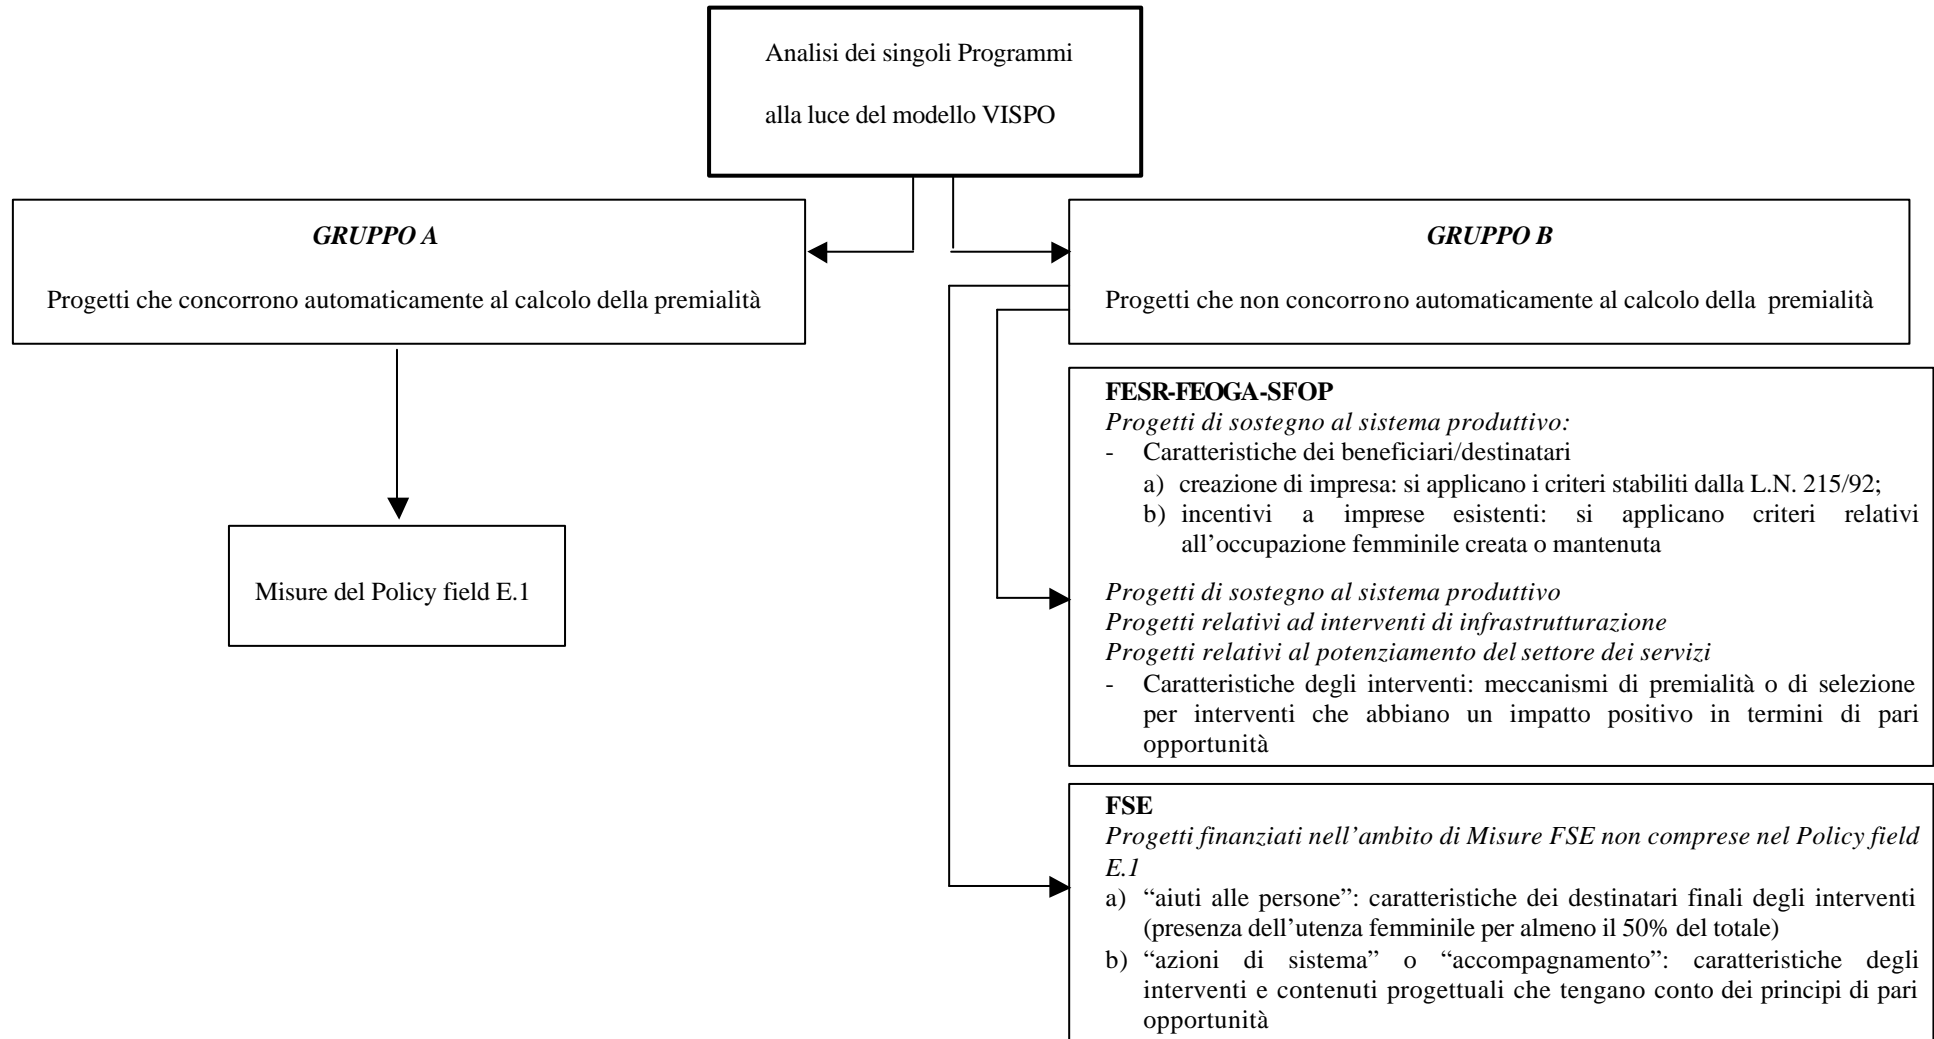 Analisi dei singoli Programmi
alla luce del modello VISPO
GRUPPO A
Progetti che concorrono automaticamente al calcolo della premialità
GRUPPO B
Progetti che non concorrono automaticamente al calcolo della premialità
Misure del Policy field E.1
FESR-FEOGA-SFOP
Progetti di sostegno al sistema produttivo:
- Caratteristiche dei beneficiari/destinatari
a) creazione di impresa: si applicano i criteri stabiliti dalla L.N. 215/92;
b) incentivi a imprese esistenti: si applicano criteri relativi
all’occupazione femminile creata o mantenuta
Progetti di sostegno al sistema produttivo
Progetti relativi ad interventi di infrastrutturazione
Progetti relativi al potenziamento del settore dei servizi
- Caratteristiche degli interventi: meccanismi di premialità o di selezione
per interventi che abbiano un impatto positivo in termini di pari
opportunità
FSE
Progetti finanziati nell’ambito di Misure FSE non comprese nel Policy field
E.1
a) “aiuti alle persone”: caratteristiche dei destinatari finali degli interventi
(presenza dell’utenza femminile per almeno il 50% del totale)
b) “azioni di sistema” o “accompagnamento”: caratteristiche degli
interventi e contenuti progettuali che tengano conto dei principi di pari
opportunità